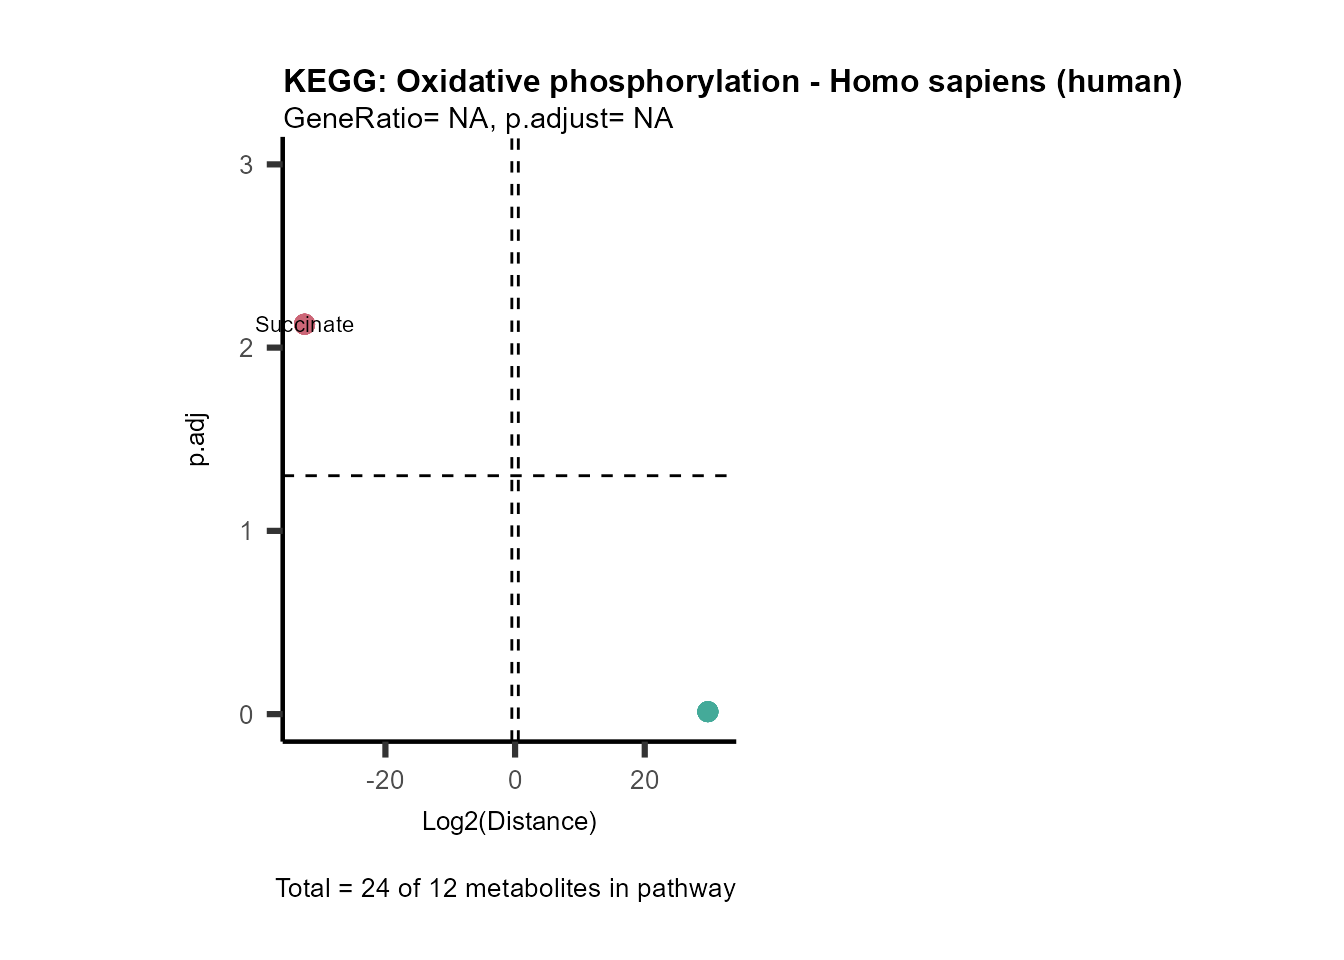 KEGG: Oxidative phosphorylation - Homo sapiens (human)
GeneRatio= NA, p.adjust= NA
3
Succinate
2
p.adj
1
0
-20 0 20
Log2(Distance)
Total = 24 of 12 metabolites in pathway